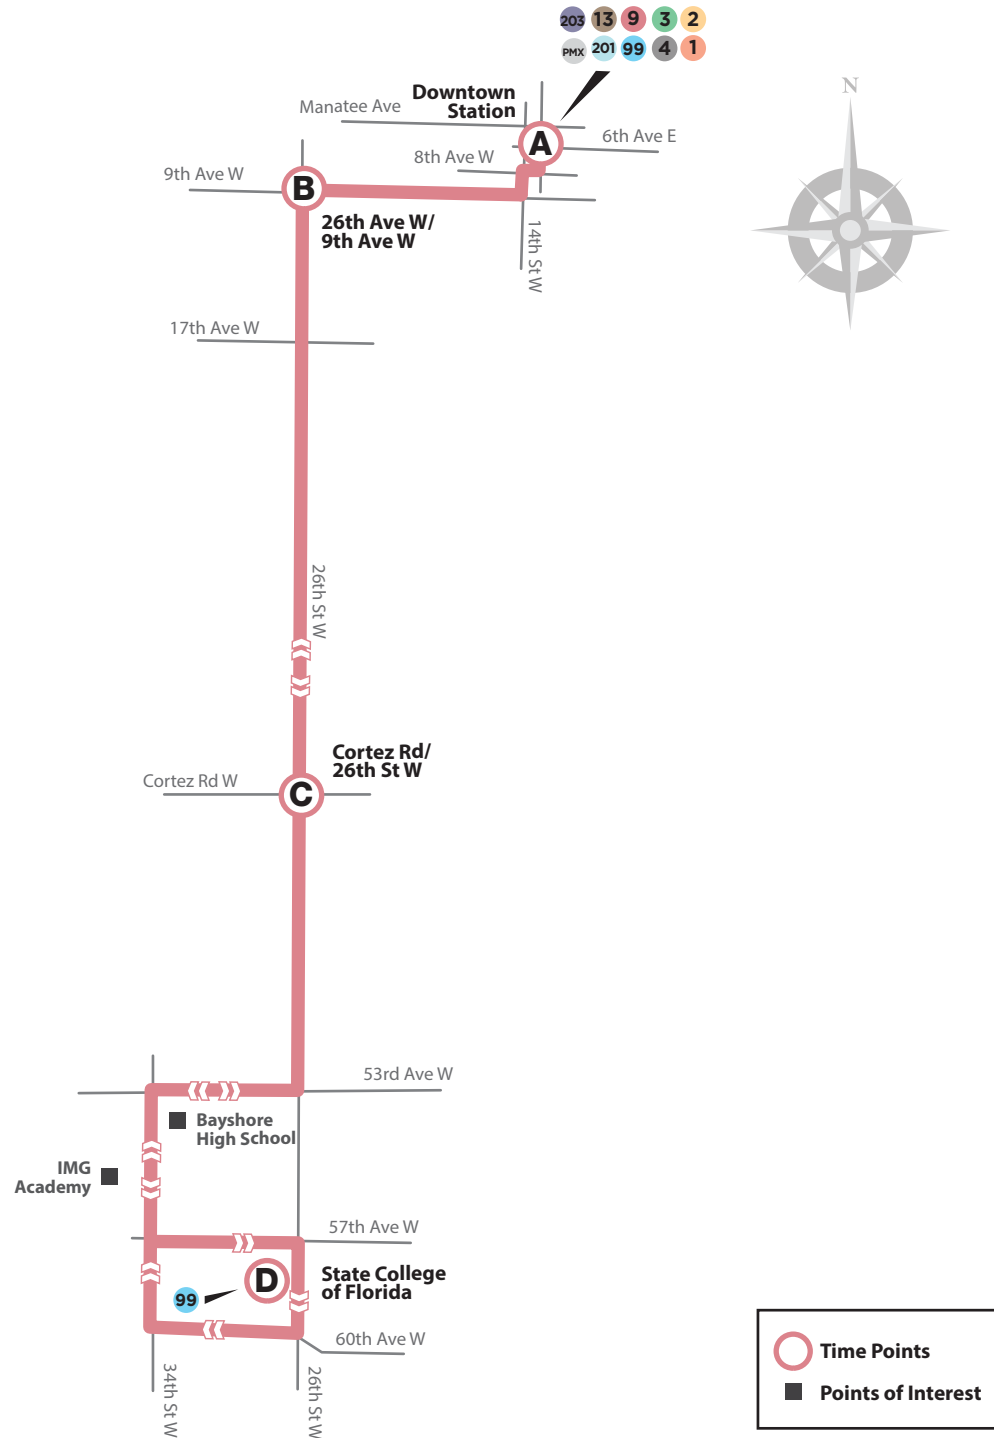 203 13 9 3 2
PMX 201 99 4 1
Downtown
Station
Manatee Ave
A
6th Ave E
8th Ave W
9th Ave W
B
26th Ave W/
9th Ave W
14th St W
N
17th Ave W
26th St W
Cortez Rd/
26th St W
Cortez Rd W
C
53rd Ave W
Bayshore
High School
IMG
Academy
57th Ave W
D
State College
of Florida
99
60th Ave W
34th St W
26th St W
Time Points
Points of Interest